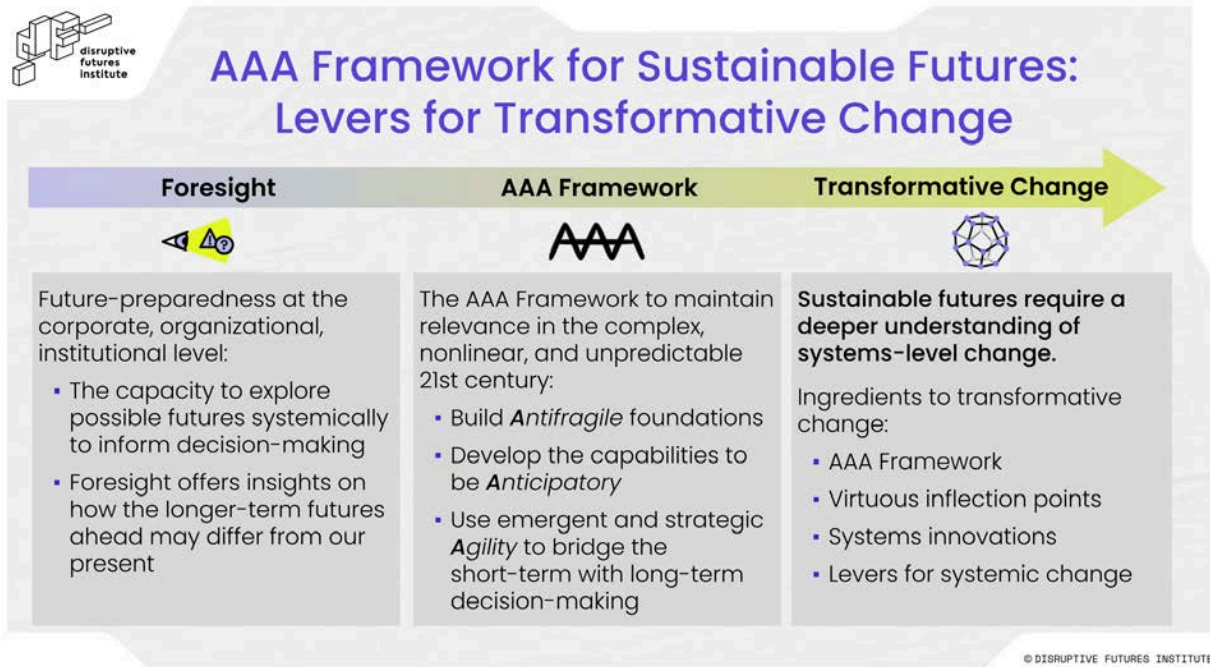 disruptive
futures
institute
AAA Framework for Sustainable Futures:
Levers for Transformative Change
Foresight
AAA Framework
Transformative Change
Future-preparedness at the
corporate, organizational,
institutional level:
▪ The capacity to explore
possible futures systemically
to inform decision-making
▪ Foresight offers insights on
how the longer-term futures
ahead may differ from our
present
The AAA Framework to maintain
relevance in the complex,
nonlinear, and unpredictable
21st century:
▪ Build Antifragile foundations
▪ Develop the capabilities to
be Anticipatory
▪ Use emergent and strategic
Agility to bridge the
short-term with long-term
decision-making
Sustainable futures require a
deeper understanding of
systems-level change.
Ingredients to transformative
change:
▪ AAA Framework
▪ Virtuous inflection points
▪ Systems innovations
▪ Levers for systemic change
© DISRUPTIVE FUTURES INSTITUTE